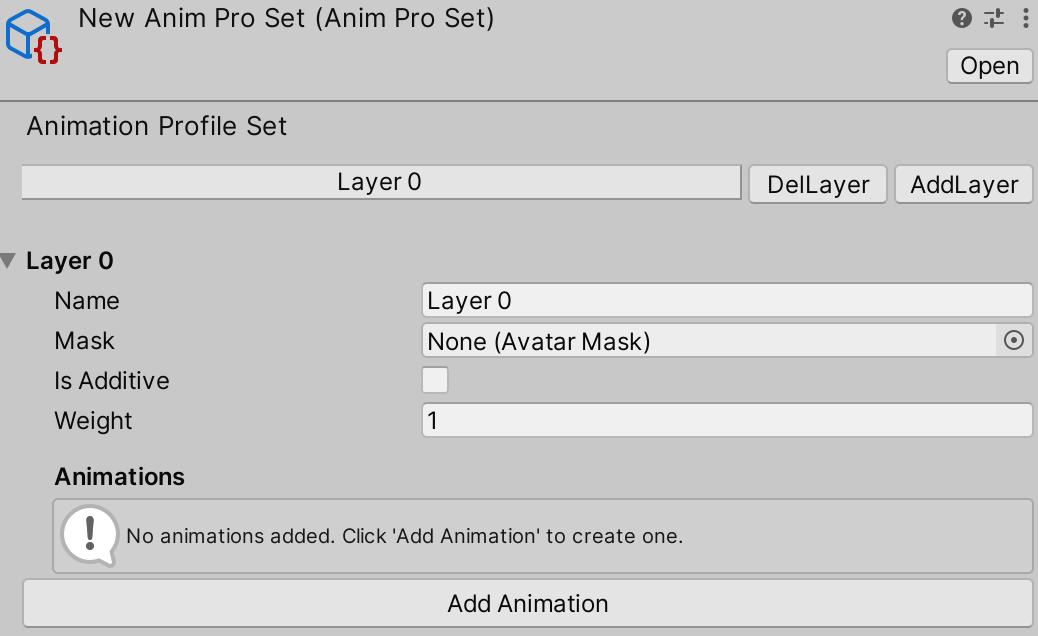 New Anim Pro Set (Anim Pro Set)
Open
Animation Profile Set
Layer 0 DelLayer AddLayer
Layer 0
Name Layer 0
Mask None (Avatar Mask)
Is Additive
Weight 1
Animations
No animations added. Click 'Add Animation' to create one.
Add Animation